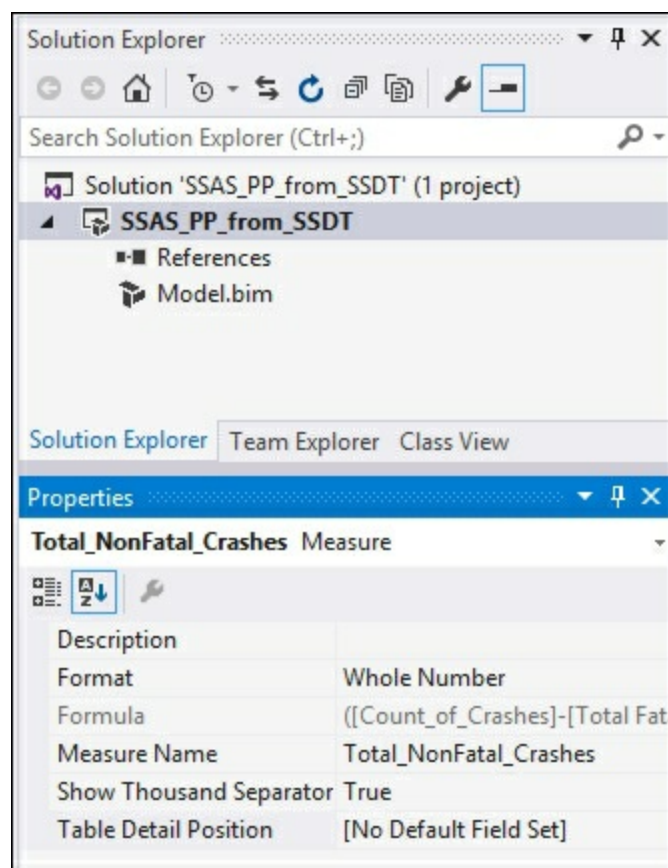 Solution Explorer
Search Solution Explorer (Ctrl+;)
Solution 'SSAS_PP_from_SSDT' (1 project)
SSAS_PP_from_SSDT
References
Model.bim
Solution Explorer Team Explorer Class View
Properties
Total_NonFatal_Crashes Measure
Description
Format Whole Number
Formula ([Count_of_Crashes]-[Total Fat
Measure Name Total_NonFatal_Crashes
Show Thousand Separator True
Table Detail Position [No Default Field Set]